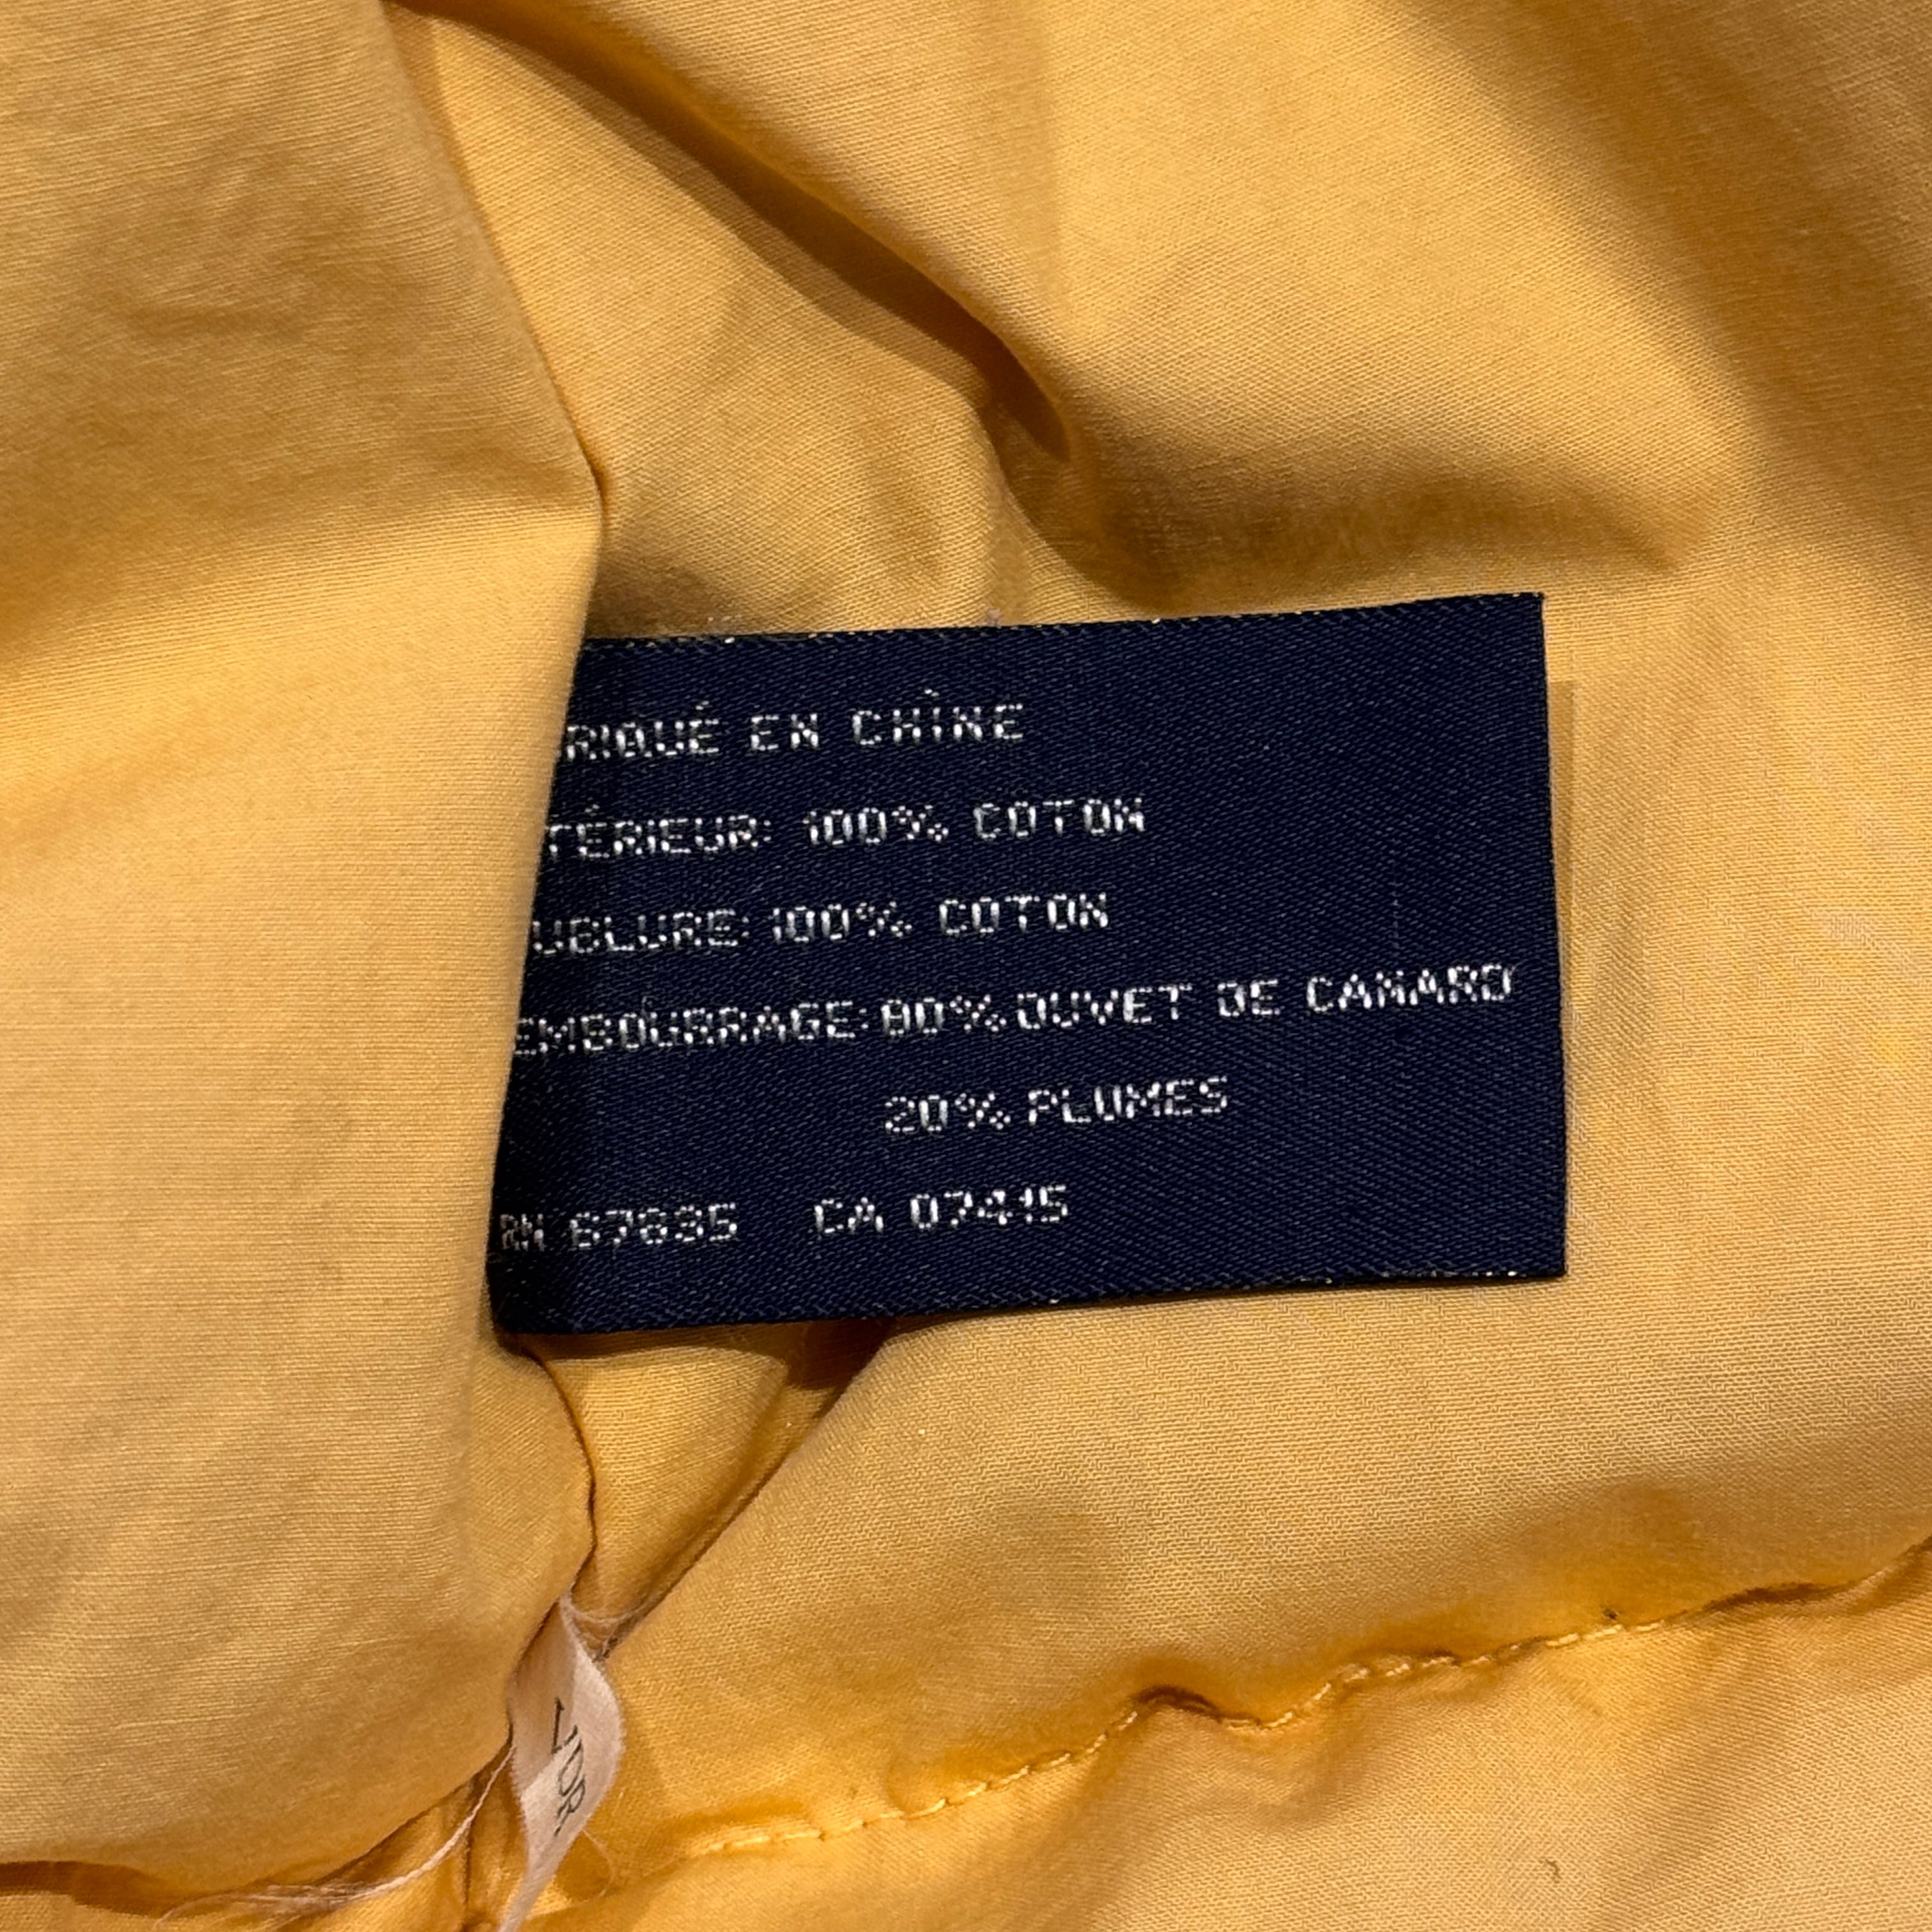 RIQUÉ EN CHINE
TÉRIEUR: 100% COTON
UBLURE: 100% COTON
EMBOURRAGE: 80% DUVET DE CANARD
20% PLUMES
RN 67835 CA 07415